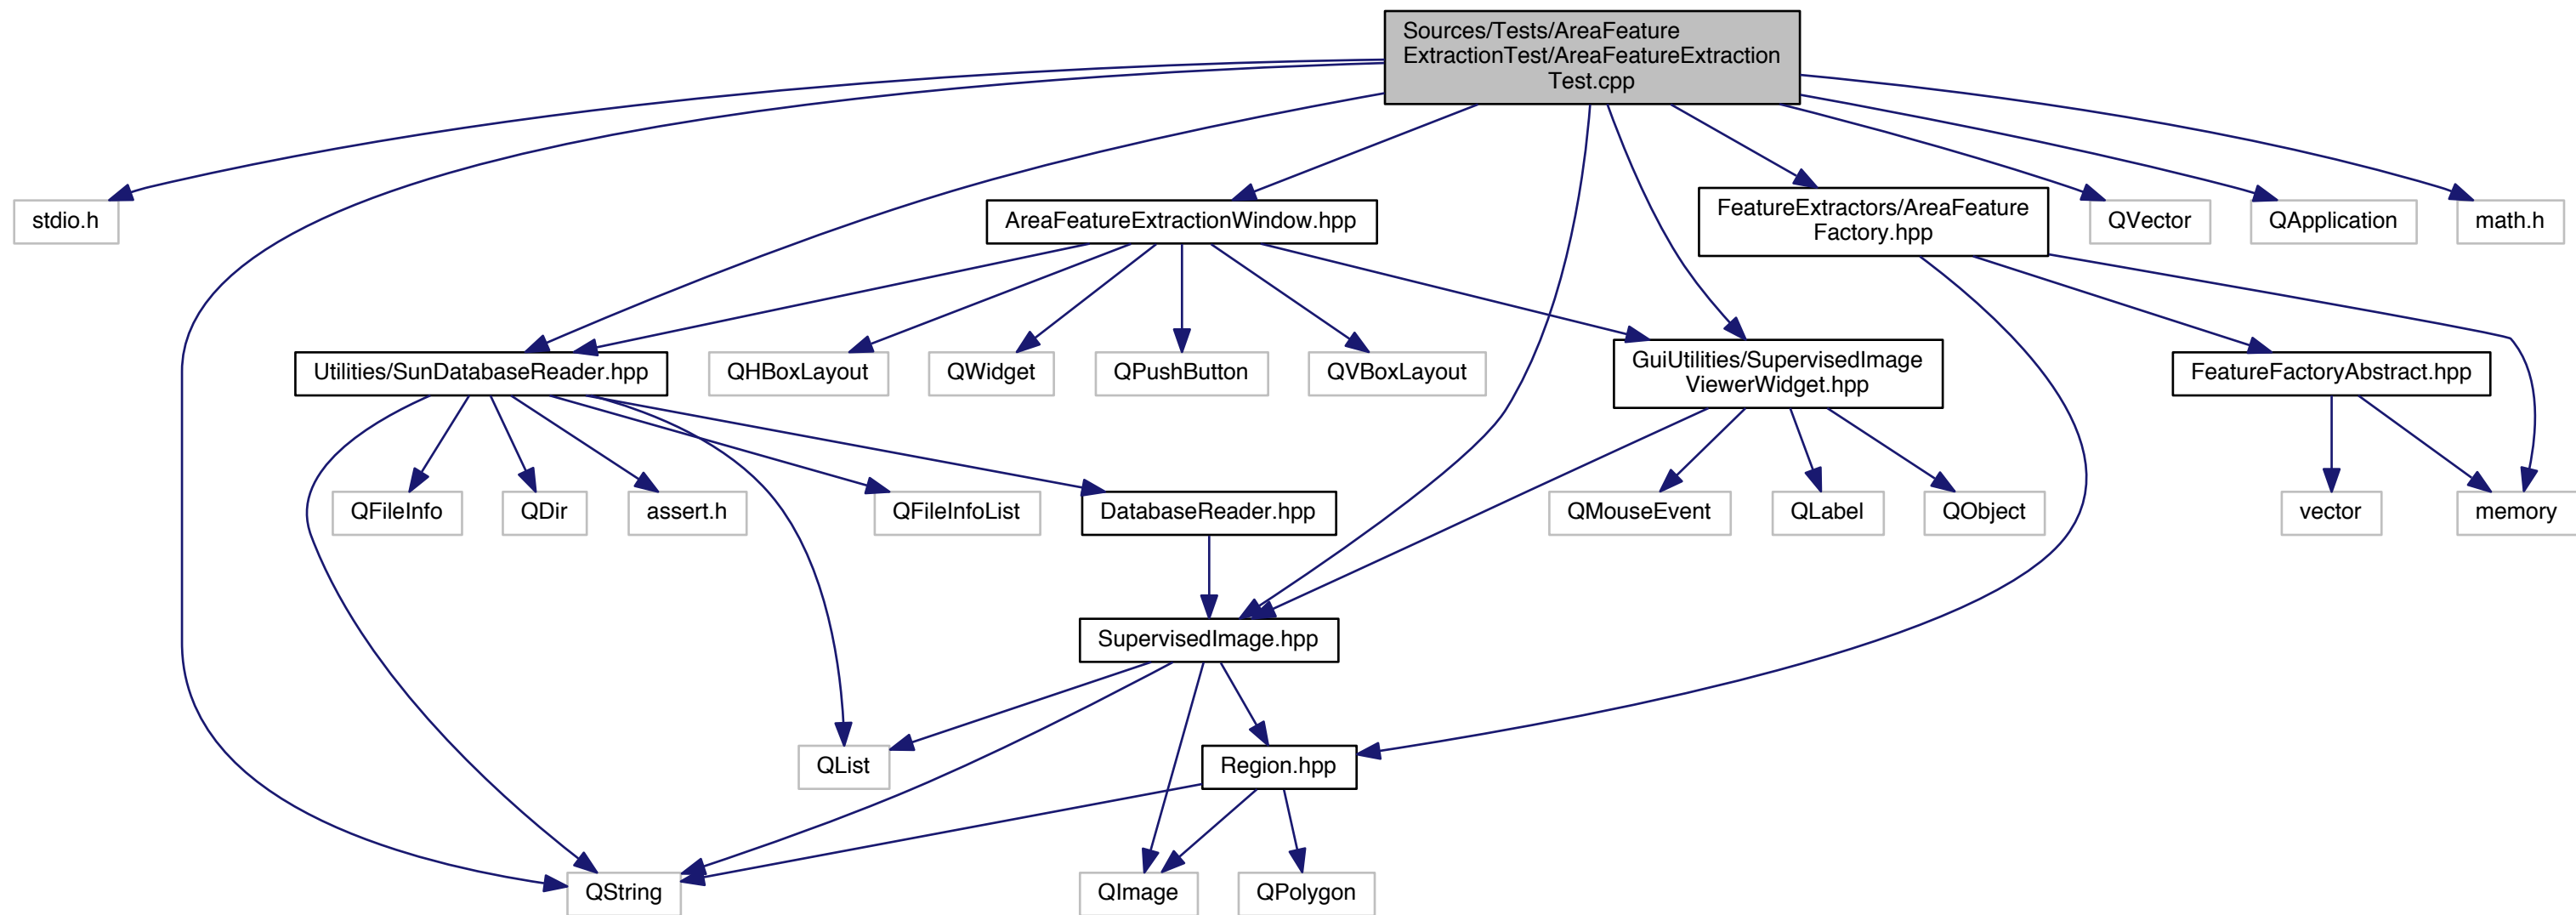 Sources/Tests/AreaFeature
ExtractionTest/AreaFeatureExtraction
Test.cpp
stdio.h
AreaFeatureExtractionWindow.hpp
FeatureExtractors/AreaFeature
Factory.hpp
QVector
QApplication
math.h
Utilities/SunDatabaseReader.hpp
QHBoxLayout
QWidget
QPushButton
QVBoxLayout
GuiUtilities/SupervisedImage
ViewerWidget.hpp
FeatureFactoryAbstract.hpp
QFileInfo
QDir
assert.h
QFileInfoList
DatabaseReader.hpp
QMouseEvent
QLabel
QObject
vector
memory
SupervisedImage.hpp
QList
Region.hpp
QString
QImage
QPolygon